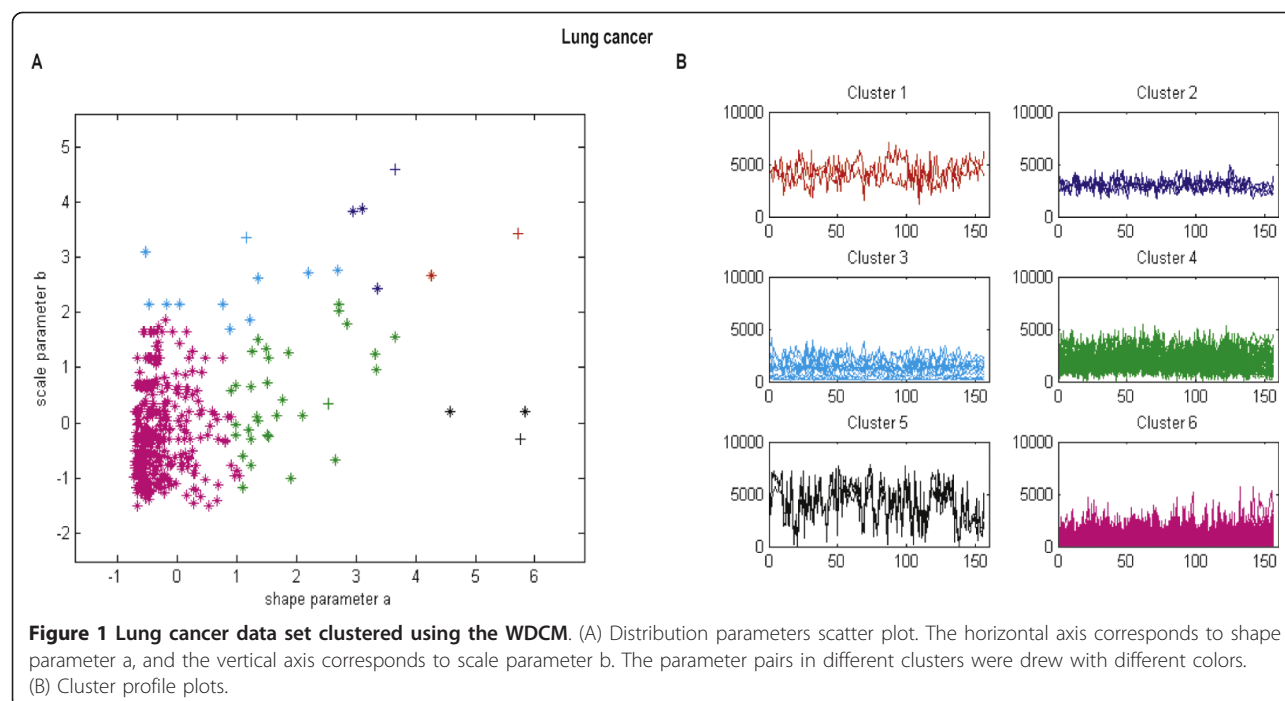 Lung cancer
A
5
4
3
2
1
0
-1
-2
scale parameter b
-1 0 1 2 3 4 5 6
shape parameter a
B
Cluster 1
10000
5000
0
0 50 100 150
Cluster 2
10000
5000
0
0 50 100 150
Cluster 3
10000
5000
0
0 50 100 150
Cluster 4
10000
5000
0
0 50 100 150
Cluster 5
10000
5000
0
0 50 100 150
Cluster 6
10000
5000
0
0 50 100 150
Figure 1 Lung cancer data set clustered using the WDCM. (A) Distribution parameters scatter plot. The horizontal axis corresponds to shape
parameter a, and the vertical axis corresponds to scale parameter b. The parameter pairs in different clusters were drew with different colors.
(B) Cluster profile plots.